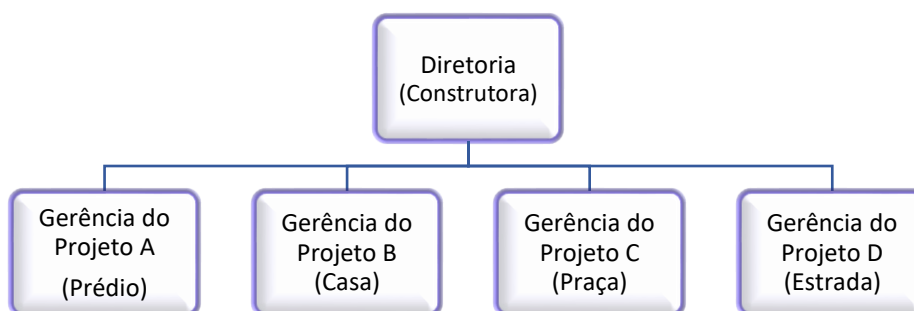 Diretoria
(Construtora)
Gerência do
Projeto A
(Prédio)
Gerência do
Projeto B
(Casa)
Gerência do
Projeto C
(Praça)
Gerência do
Projeto D
(Estrada)